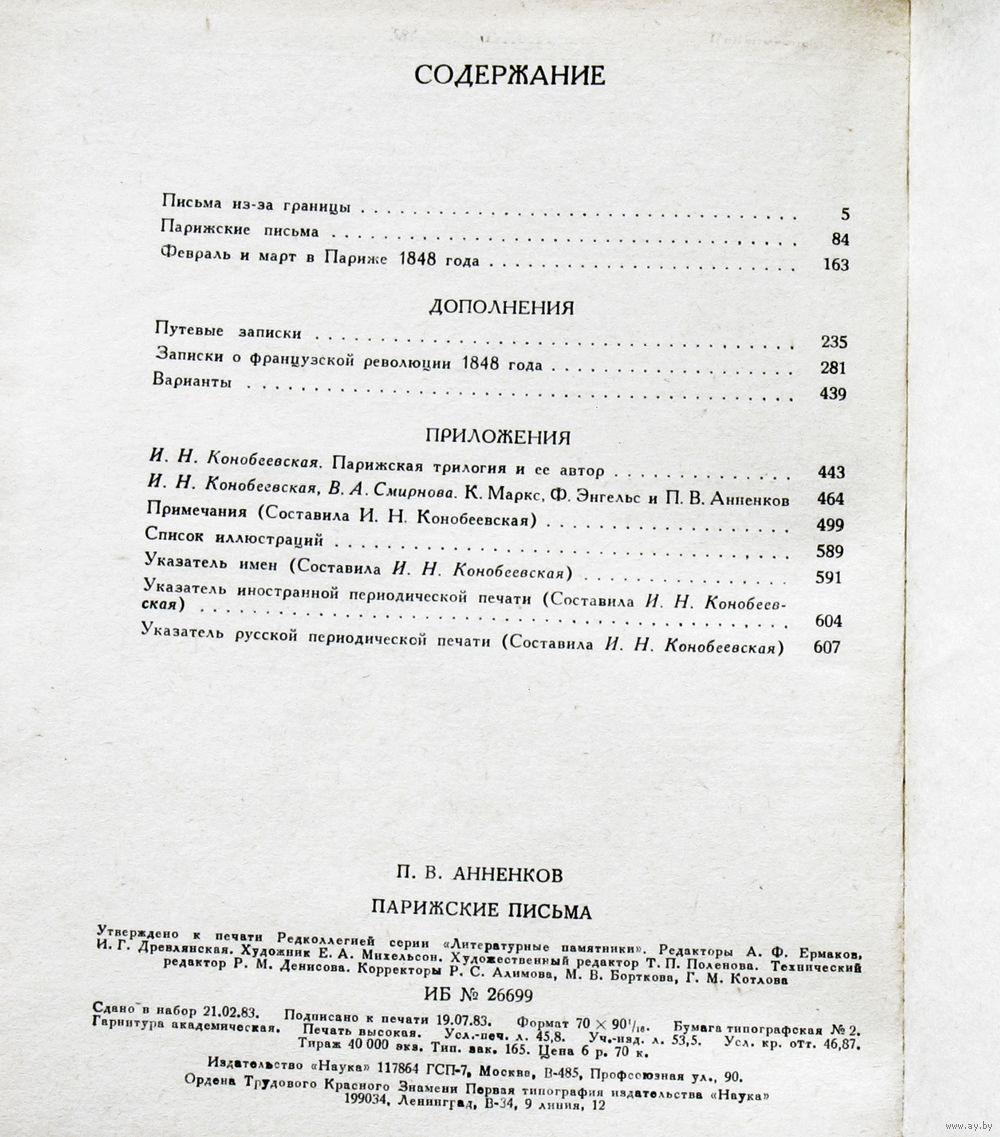 СОДЕРЖАНИЕ
Письма из-за границы . . . . . . . . . . . . . . . . . . . . . . . . . . . . . . . . . 5
Парижские письма . . . . . . . . . . . . . . . . . . . . . . . . . . . . . . . . . . . 84
Февраль и март в Париже 1848 года . . . . . . . . . . . . . . . . . . . . . . . 163
ДОПОЛНЕНИЯ
Путевые записки . . . . . . . . . . . . . . . . . . . . . . . . . . . . . . . . . . . . 235
Записки о французской революции 1848 года . . . . . . . . . . . . . . . . . . 281
Варианты . . . . . . . . . . . . . . . . . . . . . . . . . . . . . . . . . . . . . . . . . 439
ПРИЛОЖЕНИЯ
И. Н. Конобеевская. Парижская трилогия и ее автор . . . . . . . . . . . . . 443
И. Н. Конобеевская, В. А. Смирнова. К. Маркс, Ф. Энгельс и П. В. Анненков 464
Примечания (Составила И. Н. Конобеевская) . . . . . . . . . . . . . . . . . . 499
Список иллюстраций . . . . . . . . . . . . . . . . . . . . . . . . . . . . . . . . . . 589
Указатель имен (Составила И. Н. Конобеевская) . . . . . . . . . . . . . . . . 591
Указатель иностранной периодической печати (Составила И. Н. Конобеев-
ская) . . . . . . . . . . . . . . . . . . . . . . . . . . . . . . . . . . . . . . . . . . . . 604
Указатель русской периодической печати (Составила И. Н. Конобеевская) 607
П. В. АННЕНКОВ
ПАРИЖСКИЕ ПИСЬМА
Утверждено к печати Редколлегией серии «Литературные памятники». Редакторы А. Ф. Ермаков,
И. Г. Древлянская. Художник Е. А. Михельсон. Художественный редактор Т. П. Поленова. Технический
редактор Р. М. Денисова. Корректоры Р. С. Алимова, М. В. Борткова, Г. М. Котлова
ИБ № 26699
Сдано в набор 21.02.83. Подписано к печати 19.07.83. Формат 70 × 90¹/₁₆. Бумага типографская № 2.
Гарнитура академическая. Печать высокая. Усл.-печ. л. 45,8. Уч.-изд. л. 53,5. Усл. кр. отт. 46,87.
Тираж 40 000 экз. Тип. зак. 165. Цена 6 р. 70 к.
Издательство «Наука» 117864 ГСП-7, Москва, В-485, Профсоюзная ул., 90.
Ордена Трудового Красного Знамени Первая типография издательства «Наука»
199034, Ленинград, В-34, 9 линия, 12
www.ay.by